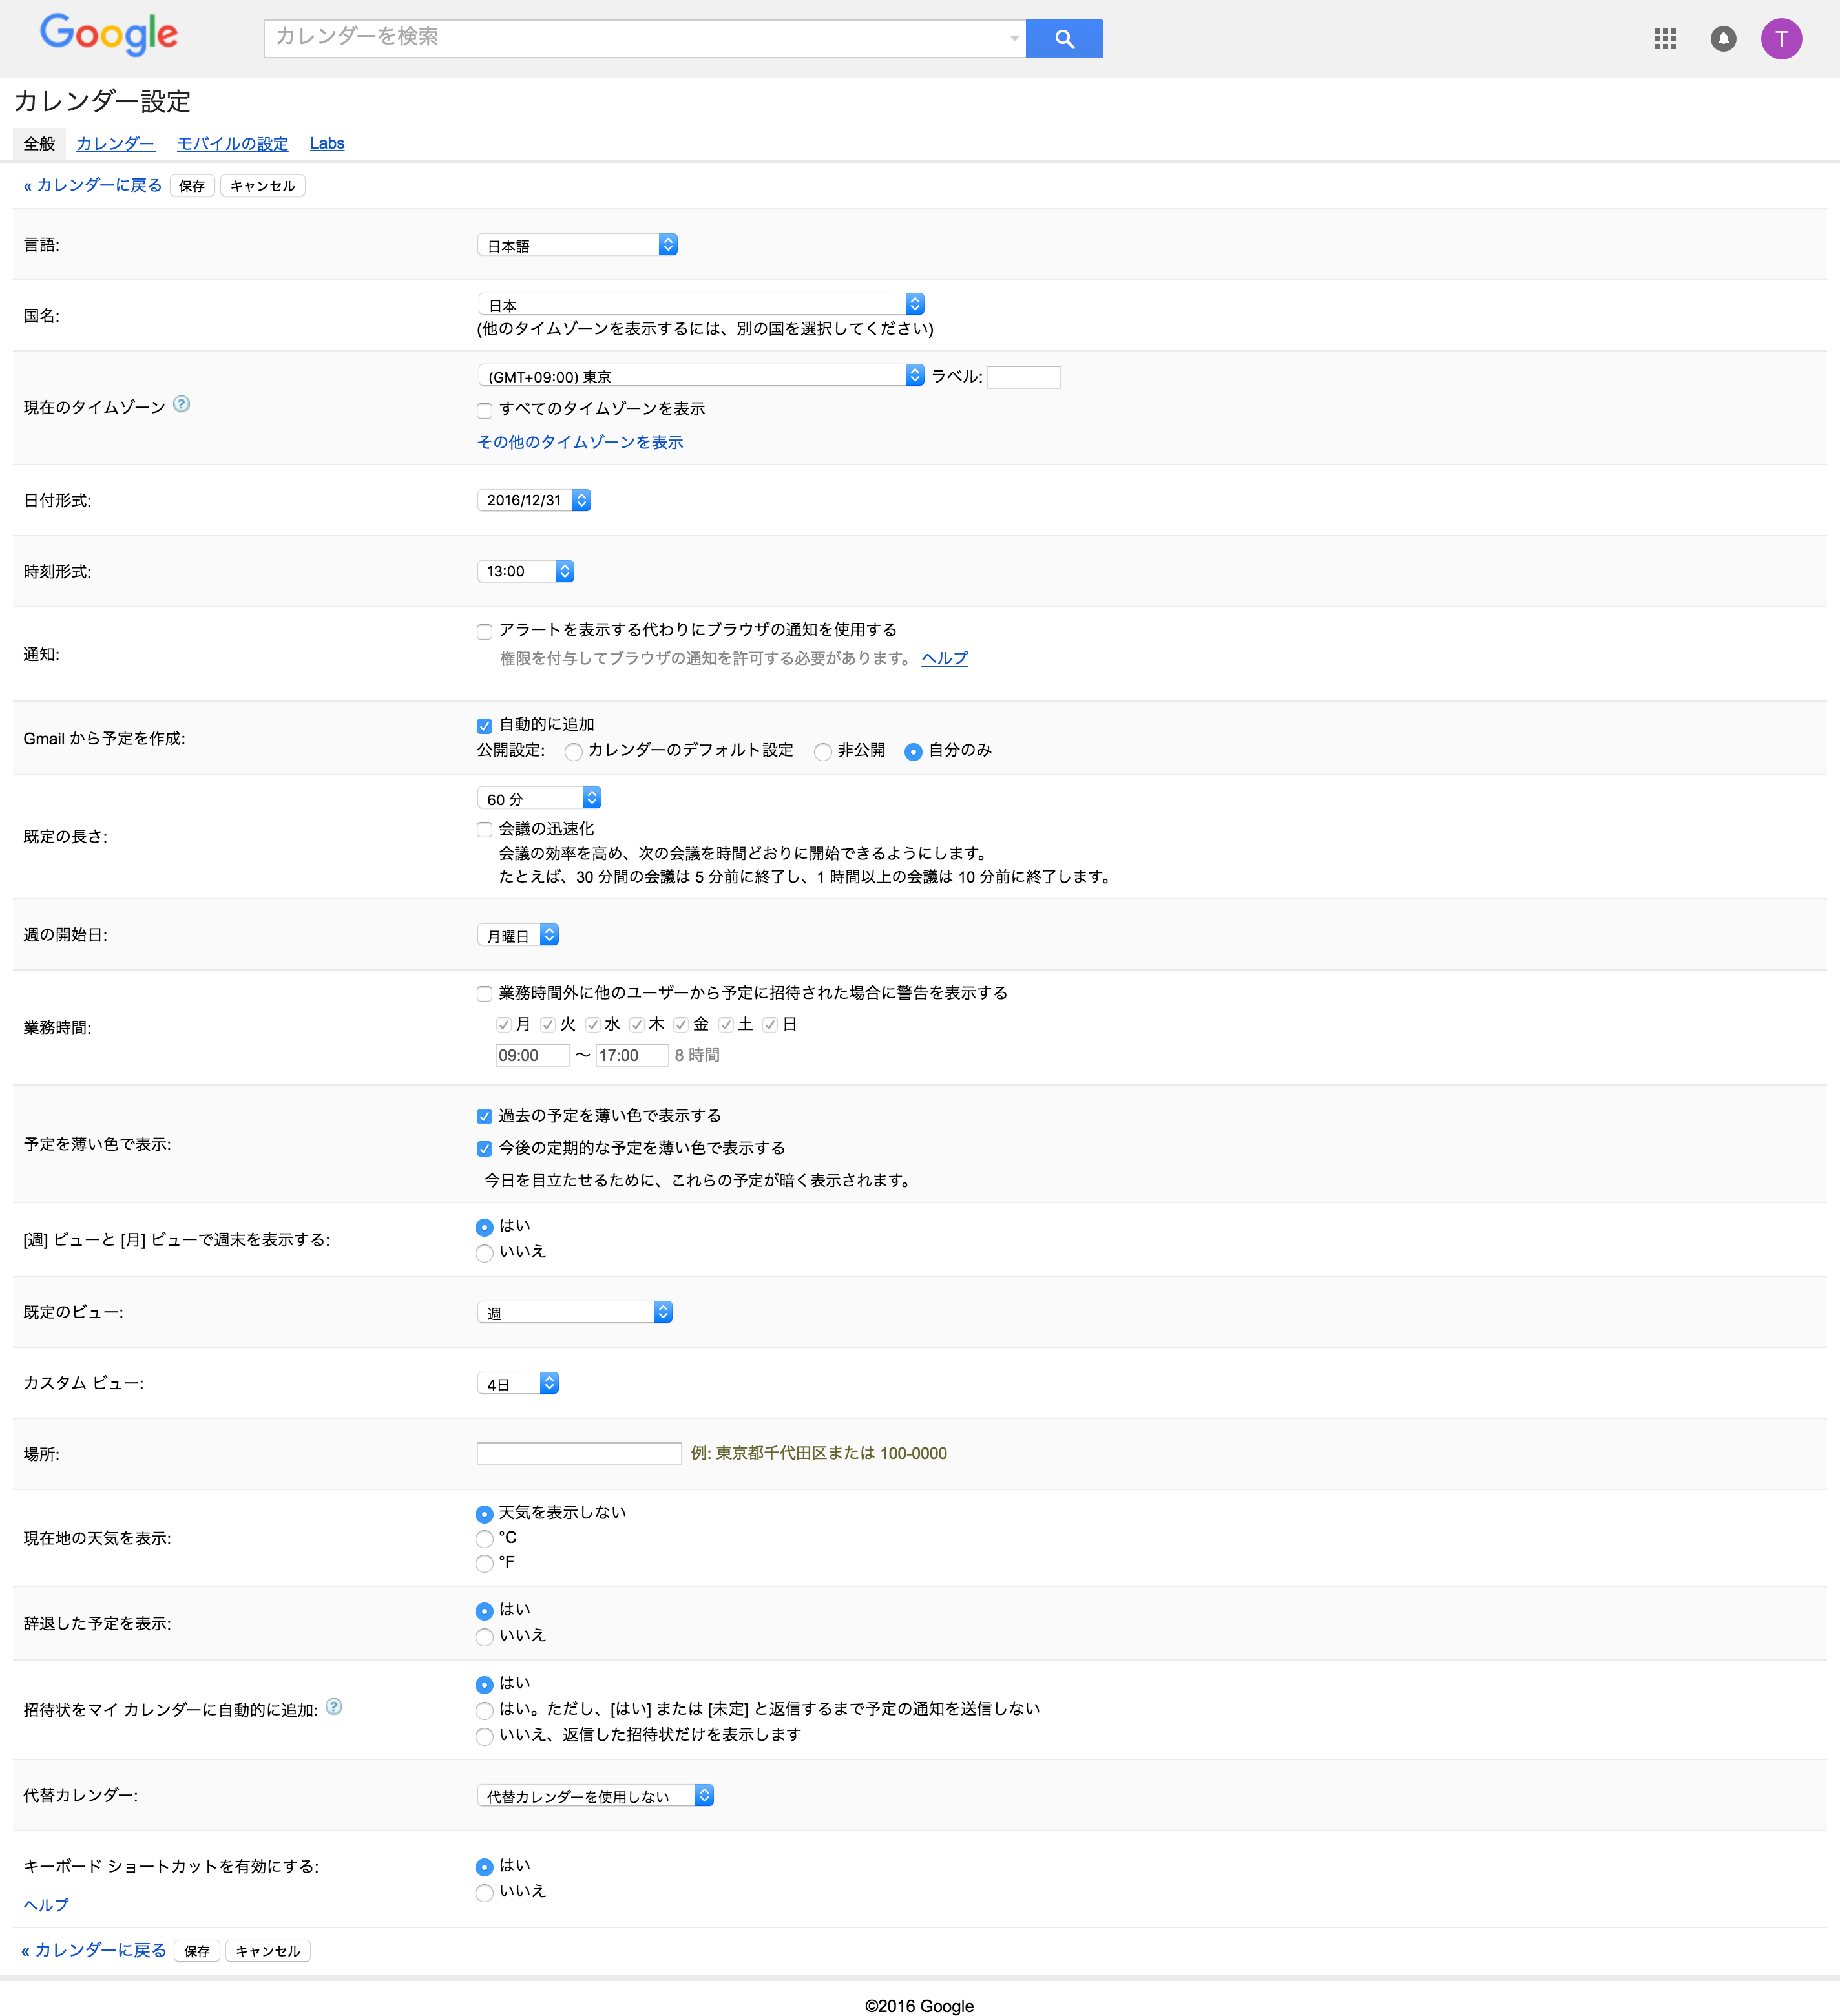 Google
カレンダーを検索
T
カレンダー設定
全般 カレンダー モバイルの設定 Labs
« カレンダーに戻る 保存 キャンセル
言語: 日本語
国名: 日本
(他のタイムゾーンを表示するには、別の国を選択してください)
現在のタイムゾーン ? (GMT+09:00) 東京 ラベル:
すべてのタイムゾーンを表示
その他のタイムゾーンを表示
日付形式: 2016/12/31
時刻形式: 13:00
通知: アラートを表示する代わりにブラウザの通知を使用する
権限を付与してブラウザの通知を許可する必要があります。 ヘルプ
Gmail から予定を作成: 自動的に追加
公開設定: カレンダーのデフォルト設定 非公開 自分のみ
既定の長さ: 60 分
会議の迅速化
会議の効率を高め、次の会議を時間どおりに開始できるようにします。
たとえば、30 分間の会議は 5 分前に終了し、1 時間以上の会議は 10 分前に終了します。
週の開始日: 月曜日
業務時間: 業務時間外に他のユーザーから予定に招待された場合に警告を表示する
月 火 水 木 金 土 日
09:00 〜 17:00 8 時間
予定を薄い色で表示: 過去の予定を薄い色で表示する
今後の定期的な予定を薄い色で表示する
今日を目立たせるために、これらの予定が暗く表示されます。
[週] ビューと [月] ビューで週末を表示する: はい
いいえ
既定のビュー: 週
カスタム ビュー: 4日
場所: 例: 東京都千代田区または 100-0000
現在地の天気を表示: 天気を表示しない
°C
°F
辞退した予定を表示: はい
いいえ
招待状をマイ カレンダーに自動的に追加: ? はい
はい。ただし、[はい] または [未定] と返信するまで予定の通知を送信しない
いいえ、返信した招待状だけを表示します
代替カレンダー: 代替カレンダーを使用しない
キーボード ショートカットを有効にする: はい
いいえ
ヘルプ
« カレンダーに戻る 保存 キャンセル
©2016 Google